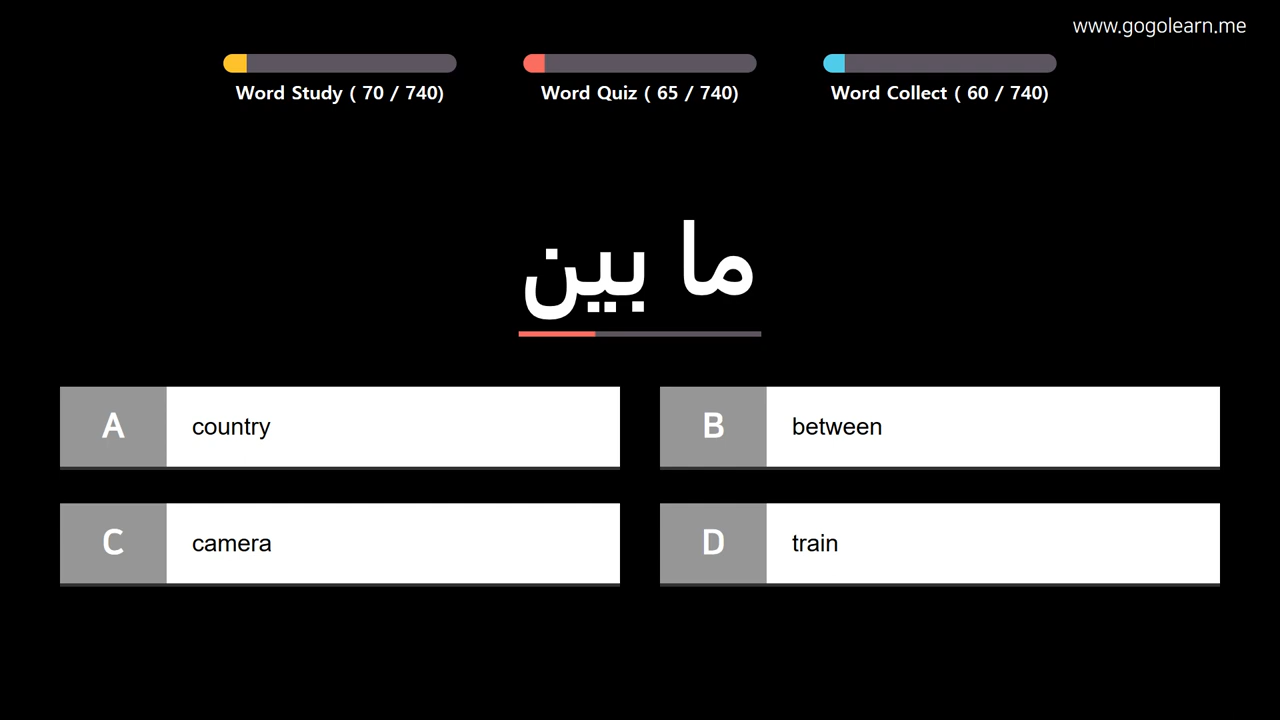 www.gogolearn.me
Word Study ( 70 / 740)
Word Quiz ( 65 / 740)
Word Collect ( 60 / 740)
ما بين
A country
B between
C camera
D train